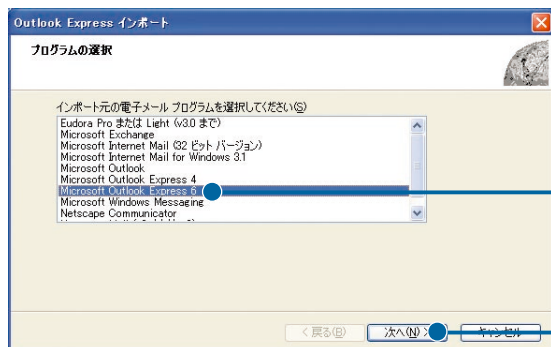 Outlook Express インポート
プログラムの選択
インポート元の電子メール プログラムを選択してください(S)
Eudora Pro または Light (v3.0 まで)
Microsoft Exchange
Microsoft Internet Mail (32 ビット バージョン)
Microsoft Internet Mail for Windows 3.1
Microsoft Outlook
Microsoft Outlook Express 4
Microsoft Outlook Express 6
Microsoft Windows Messaging
Netscape Communicator
< 戻る(B)
次へ(N) >
キャンセル